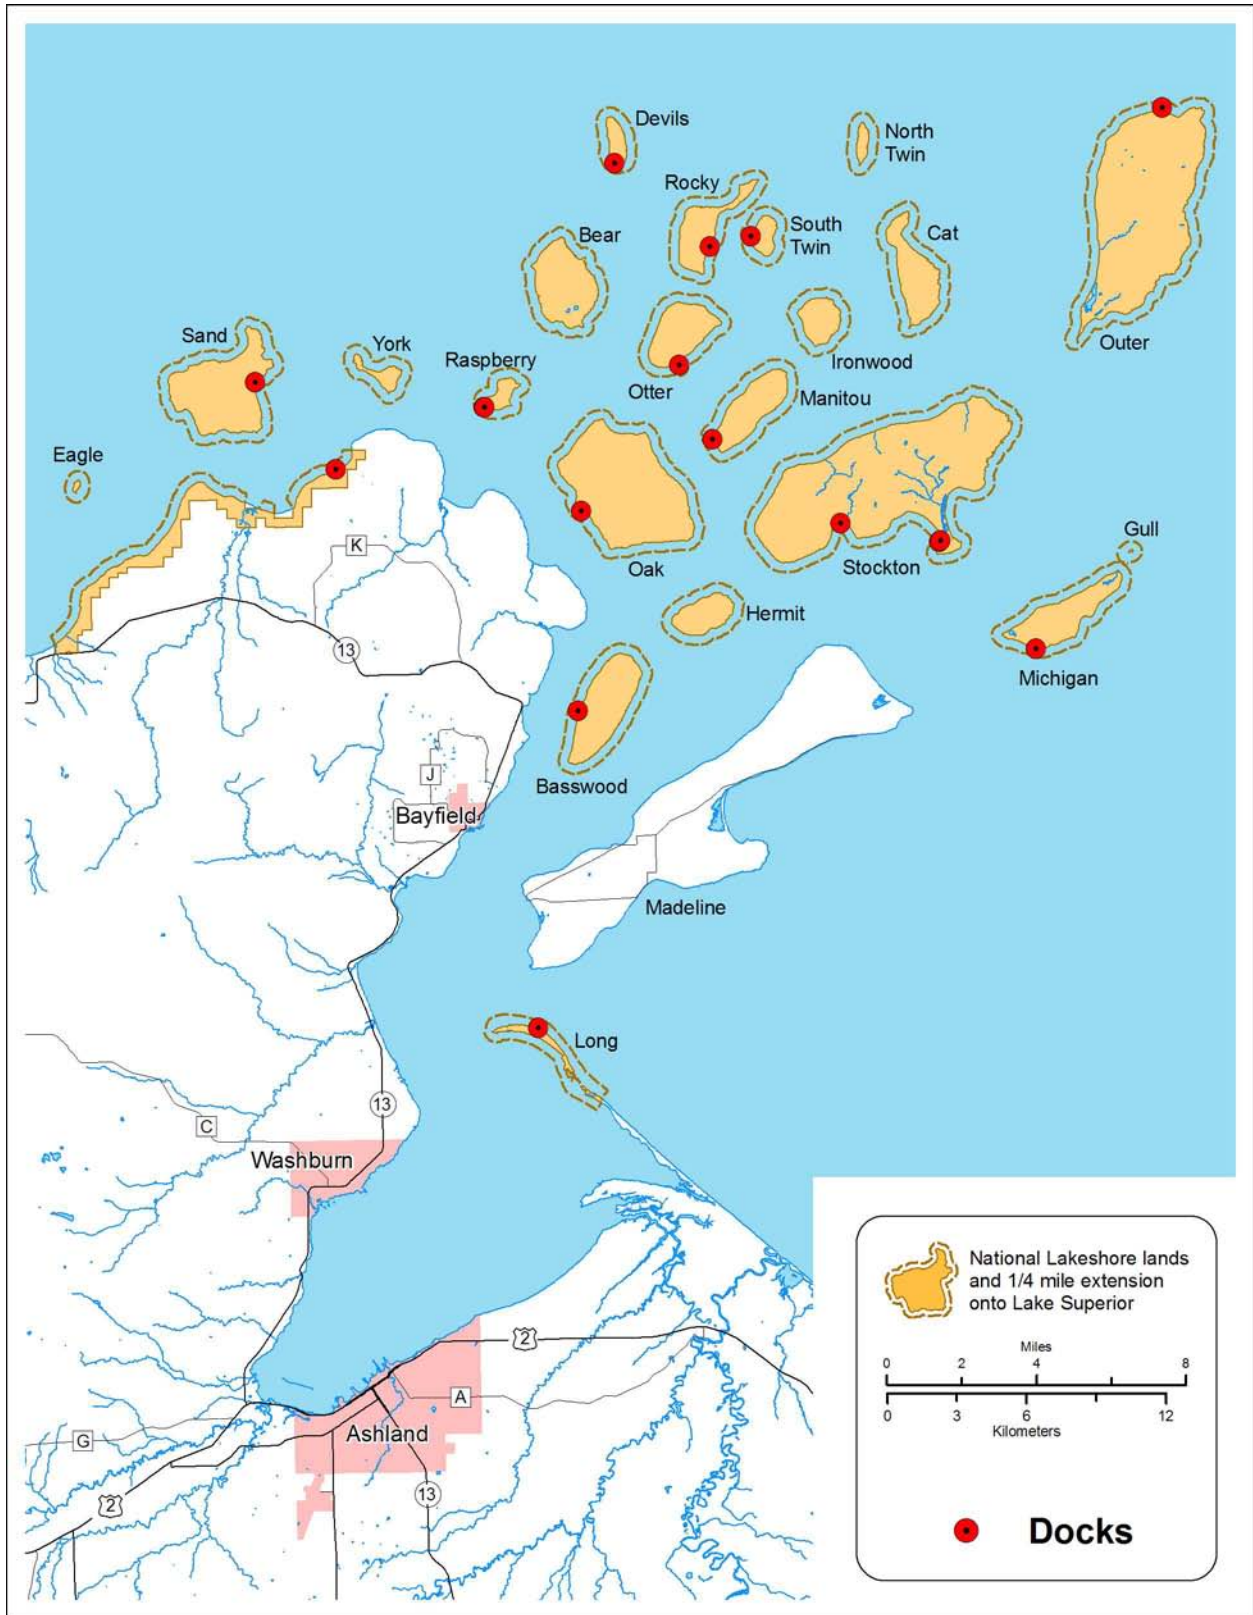 Devils
North
Twin
Rocky
South
Twin
Bear
Cat
Sand
York
Raspberry
Ironwood
Outer
Otter
Manitou
Eagle
Gull
K
Oak
Stockton
Hermit
13
Michigan
J
Basswood
Bayfield
Madeline
Long
13
C
Washburn
National Lakeshore lands
and 1/4 mile extension
onto Lake Superior
2
Miles
0 2 4 8
A
0 3 6 12
Kilometers
Ashland
G
13
2
Docks